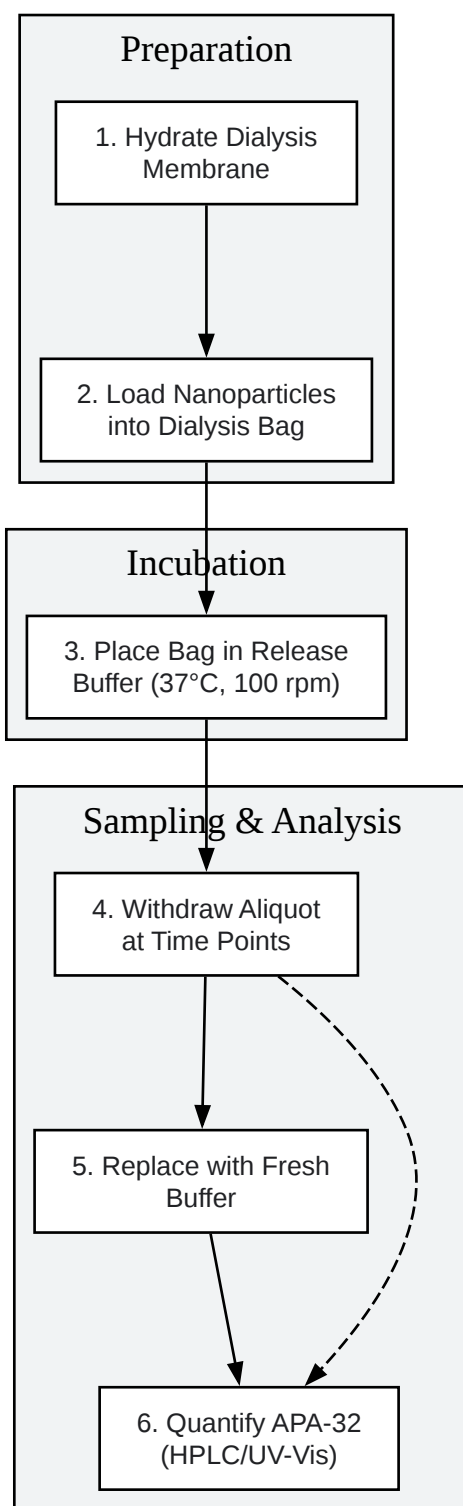 Preparation
1. Hydrate Dialysis
Membrane
2. Load Nanoparticles
into Dialysis Bag
Incubation
3. Place Bag in Release
Buffer (37°C, 100 rpm)
Sampling & Analysis
4. Withdraw Aliquot
at Time Points
5. Replace with Fresh
Buffer
6. Quantify APA-32
(HPLC/UV-Vis)